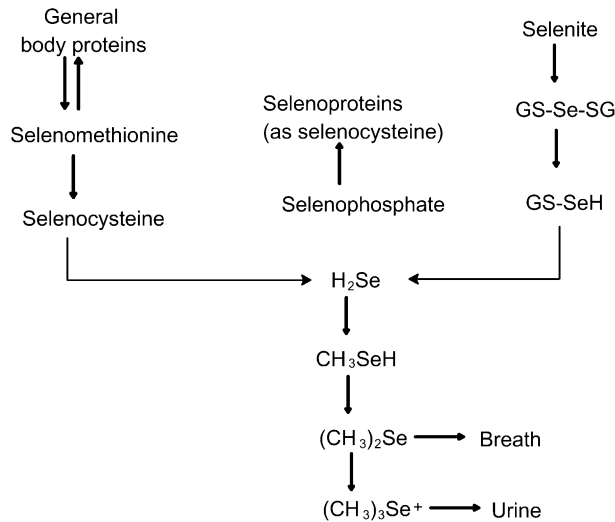 General
body proteins
Selenite
Selenoproteins
(as selenocysteine)
GS-Se-SG
Selenomethionine
Selenophosphate
GS-SeH
Selenocysteine
H₂Se
CH₃SeH
(CH₃)₂Se
Breath
(CH₃)₃Se⁺
Urine